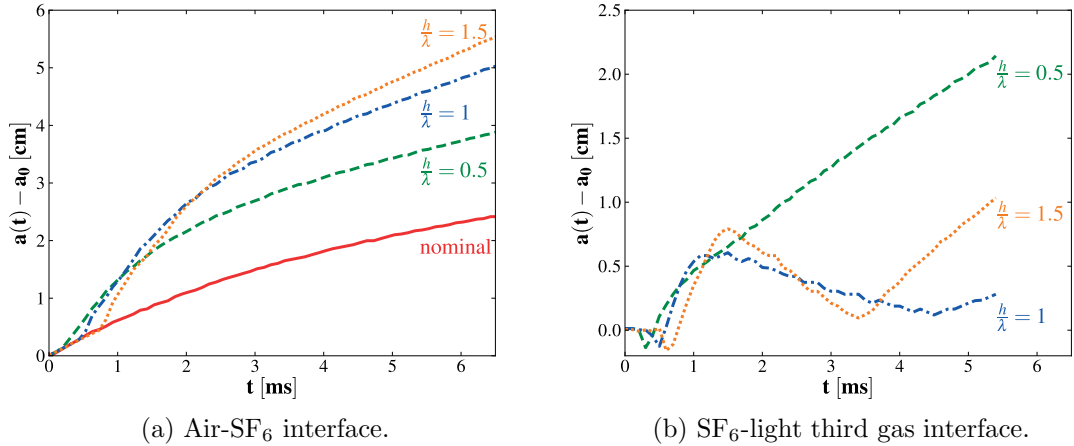 6
5
4
3
2
1
0
0 1 2 3 4 5 6
a(t) − a₀ [cm]
t [ms]
h/λ = 1.5
h/λ = 1
h/λ = 0.5
nominal
(a) Air-SF₆ interface.
2.5
2.0
1.5
1.0
0.5
0.0
0 1 2 3 4 5 6
a(t) − a₀ [cm]
t [ms]
h/λ = 0.5
h/λ = 1.5
h/λ = 1
(b) SF₆-light third gas interface.